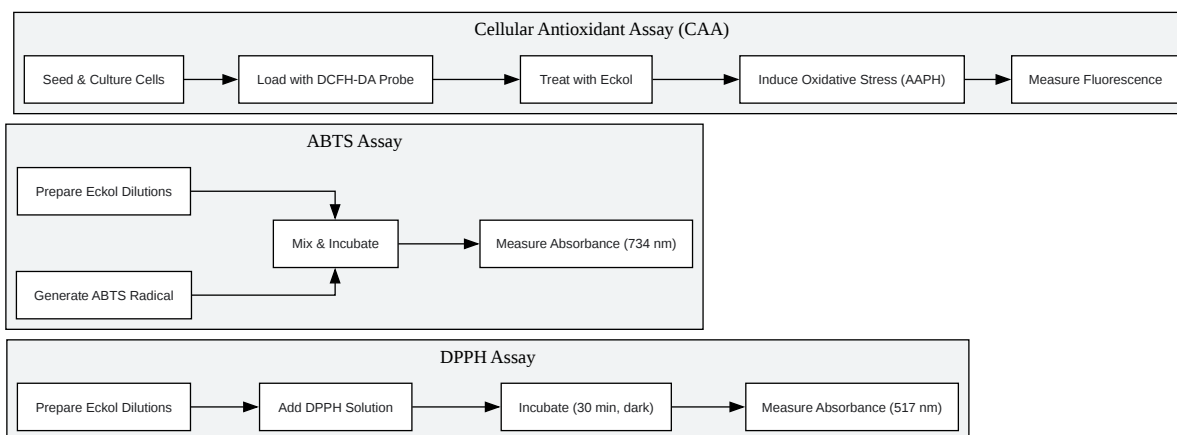 Cellular Antioxidant Assay (CAA)
Seed & Culture Cells
Load with DCFH-DA Probe
Treat with Eckol
Induce Oxidative Stress (AAPH)
Measure Fluorescence
ABTS Assay
Prepare Eckol Dilutions
Mix & Incubate
Measure Absorbance (734 nm)
Generate ABTS Radical
DPPH Assay
Prepare Eckol Dilutions
Add DPPH Solution
Incubate (30 min, dark)
Measure Absorbance (517 nm)